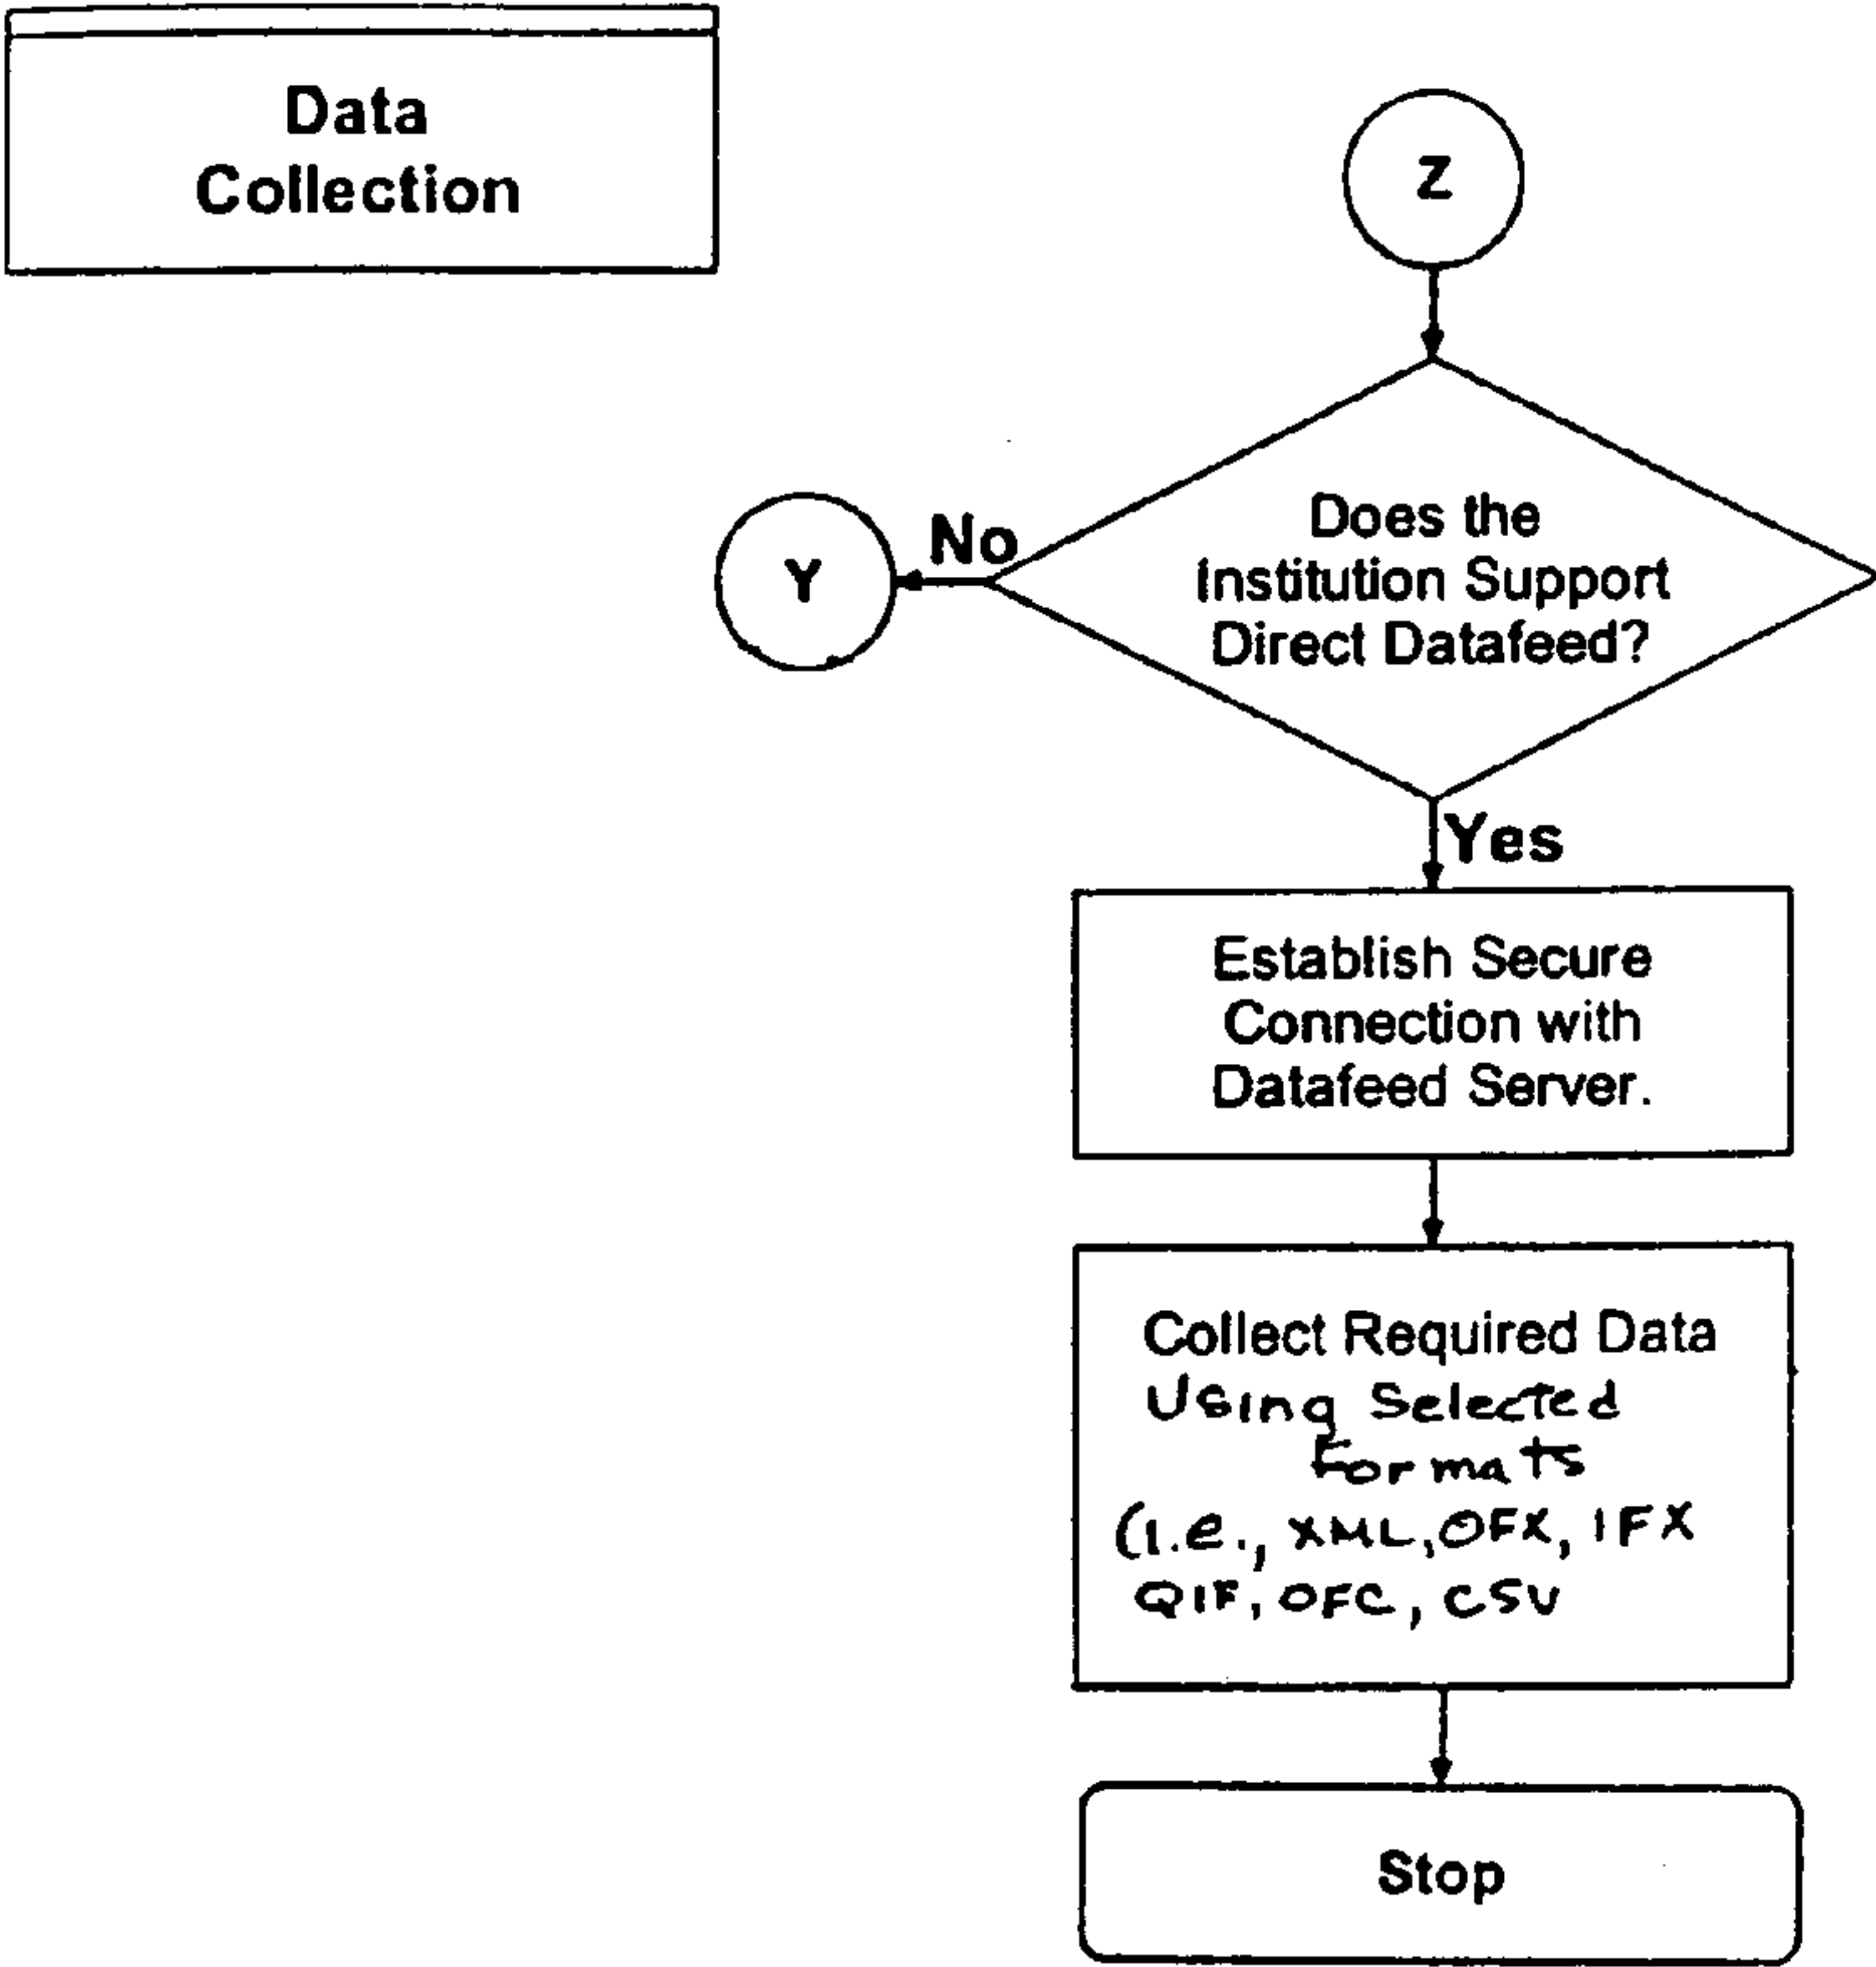 Data
Collection
Z
Does the
Institution Support
Direct Datafeed?
No
Y
Yes
Establish Secure
Connection with
Datafeed Server.
Collect Required Data
Using Selected
Formats
(i.e., XML, OFX, IFX
QIF, OFC, CSV
Stop